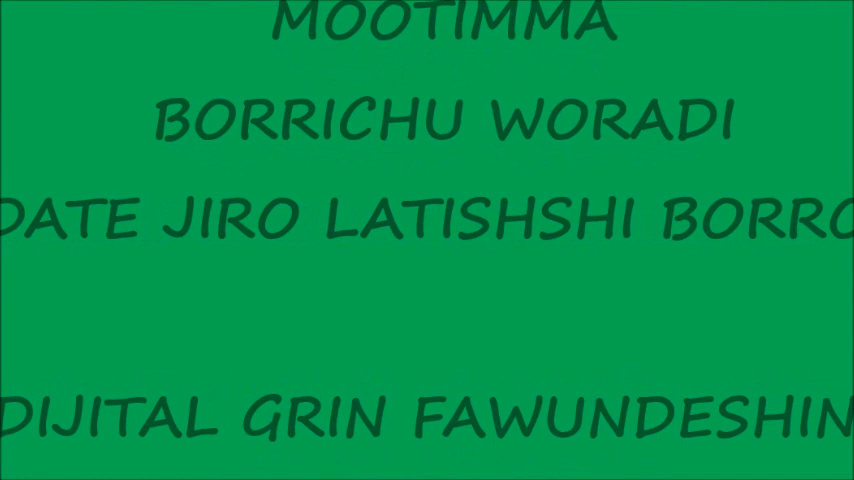 MOOTIMMA
BORRICHU WORADI
DATE JIRO LATISHSHI BORRO
DIJITAL GRIN FAWUNDESHIN